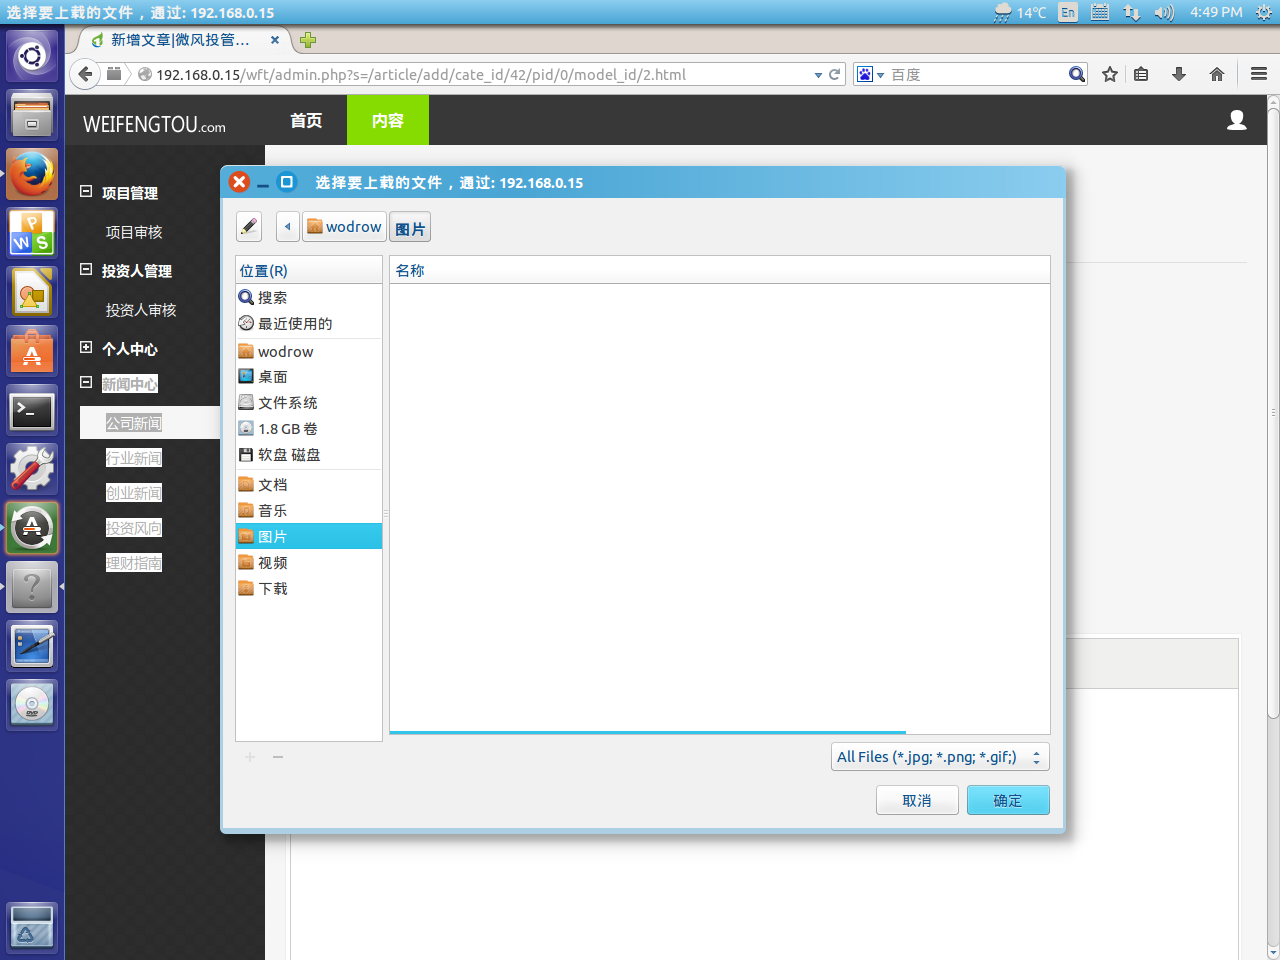 选择要上载的文件，通过: 192.168.0.15
14℃
En
4:49 PM
新增文章|微风投管...
192.168.0.15/wft/admin.php?s=/article/add/cate_id/42/pid/0/model_id/2.html
百度
WEIFENGTOU.com
首页
内容
项目管理
项目审核
投资人管理
投资人审核
个人中心
新闻中心
公司新闻
行业新闻
创业新闻
投资风向
理财指南
选择要上载的文件，通过: 192.168.0.15
wodrow
图片
位置(R)
搜索
最近使用的
wodrow
桌面
文件系统
1.8 GB 卷
软盘 磁盘
文档
音乐
图片
视频
下载
名称
All Files (*.jpg; *.png; *.gif;)
取消
确定
P
W
S
DVD